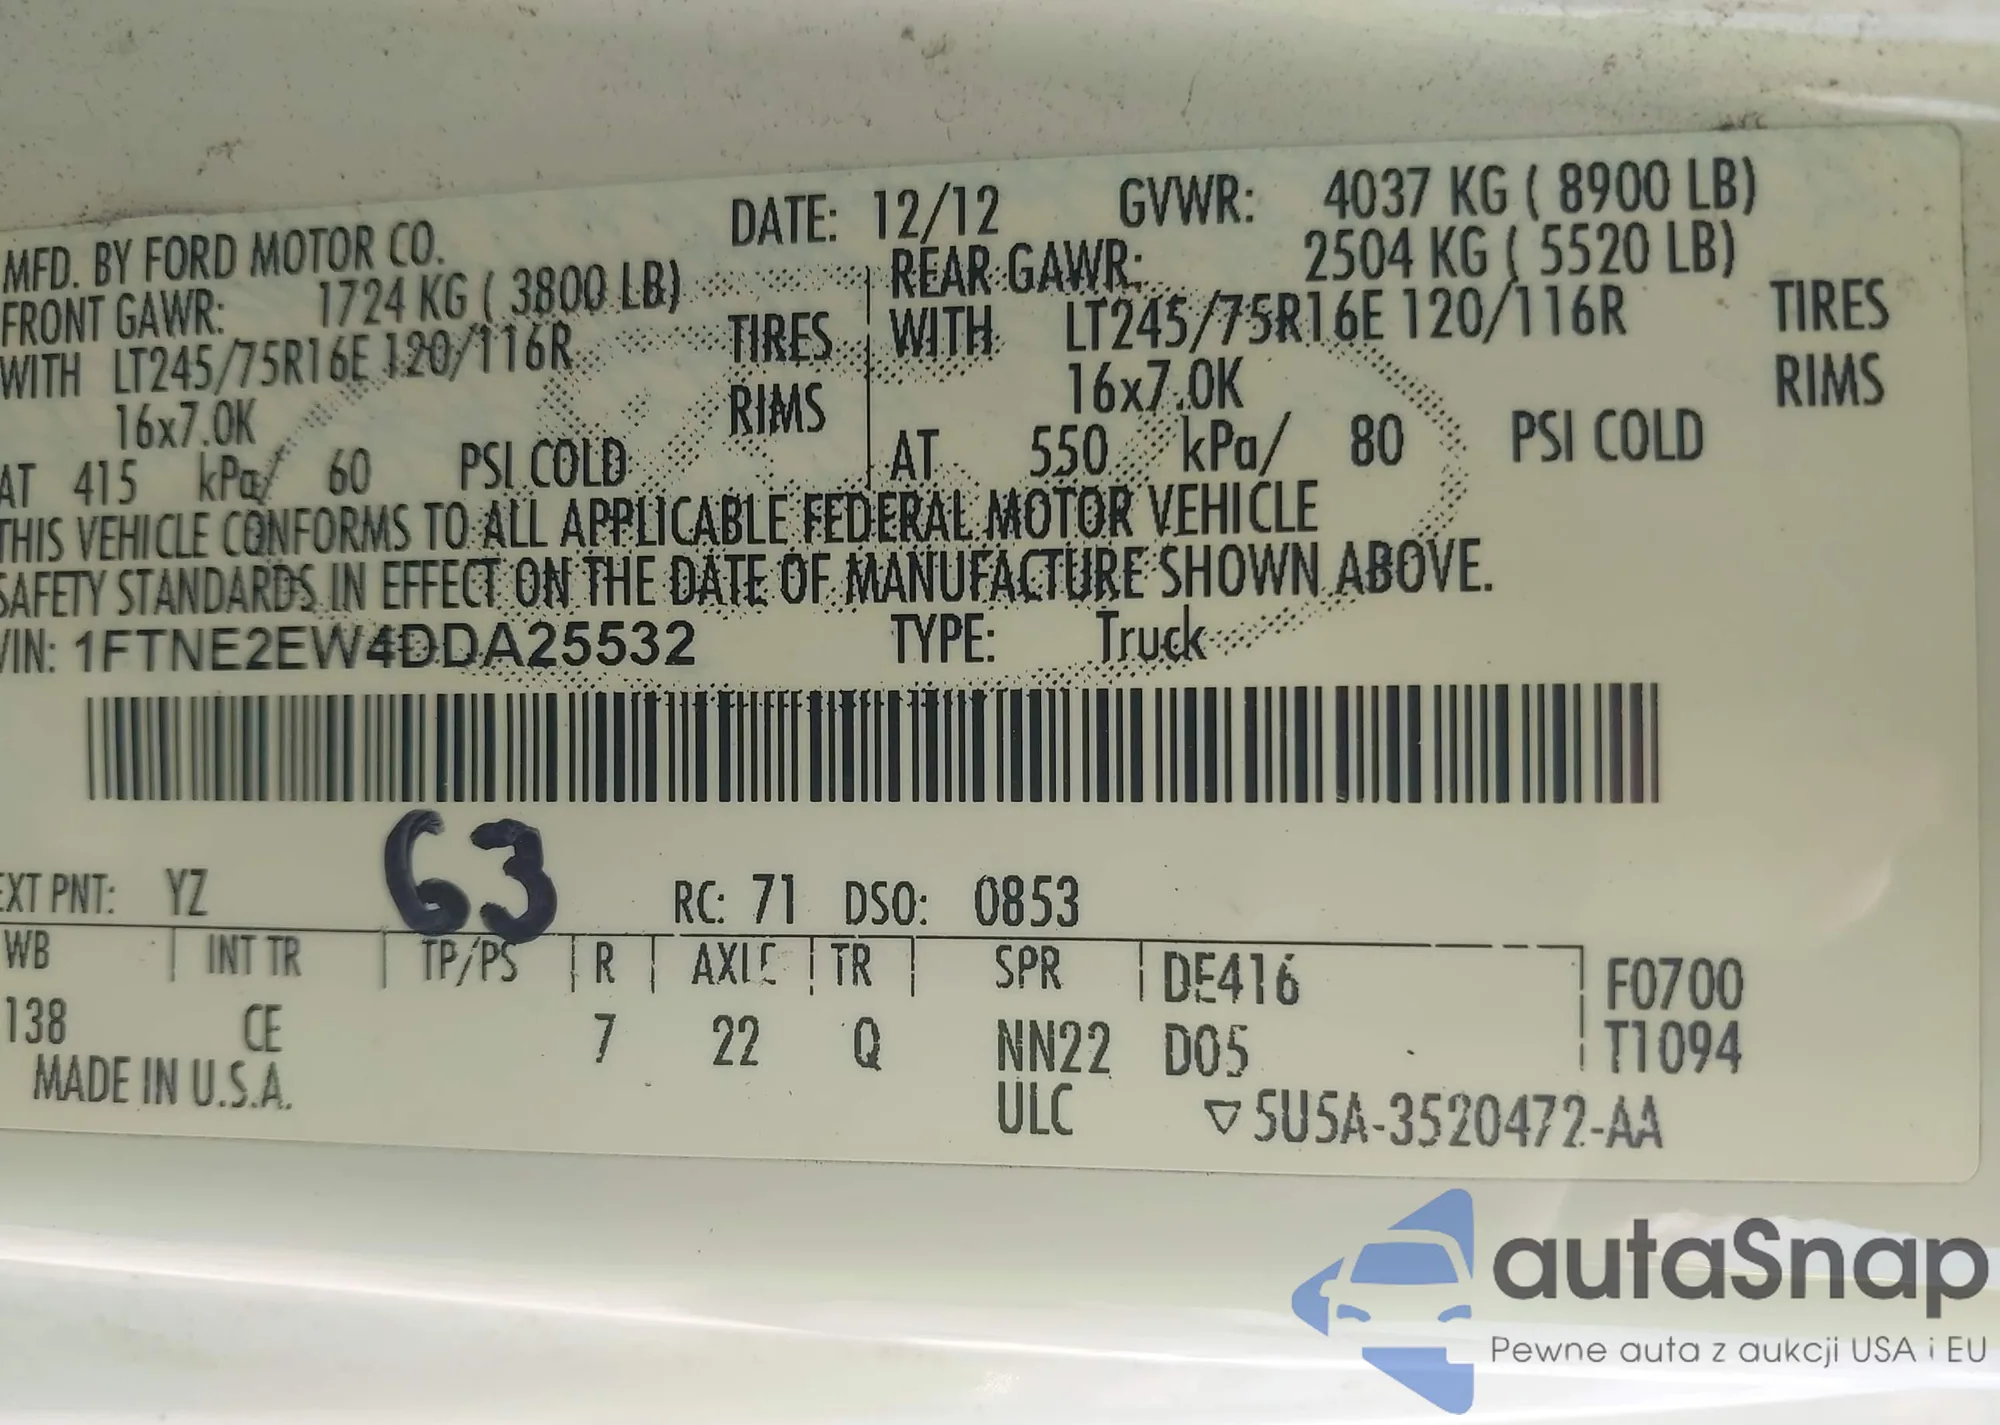 MFD. BY FORD MOTOR CO. DATE: 12/12 GVWR: 4037 KG ( 8900 LB)
FRONT GAWR: 1724 KG ( 3800 LB) REAR GAWR: 2504 KG ( 5520 LB)
WITH LT245/75R16E 120/116R TIRES WITH LT245/75R16E 120/116R TIRES
16x7.0K RIMS 16x7.0K RIMS
AT 415 kPa/ 60 PSI COLD AT 550 kPa/ 80 PSI COLD
THIS VEHICLE CONFORMS TO ALL APPLICABLE FEDERAL MOTOR VEHICLE
SAFETY STANDARDS IN EFFECT ON THE DATE OF MANUFACTURE SHOWN ABOVE.
VIN: 1FTNE2EW4DDA25532 TYPE: Truck
63
EXT PNT: YZ RC: 71 DSO: 0853
WB INT TR TP/PS R AXLE TR SPR DE416 F0700
138 CE 7 22 Q NN22 D05 T1094
MADE IN U.S.A. ULC ▽5U5A-3520472-AA
autaSnap
Pewne auta z aukcji USA i EU